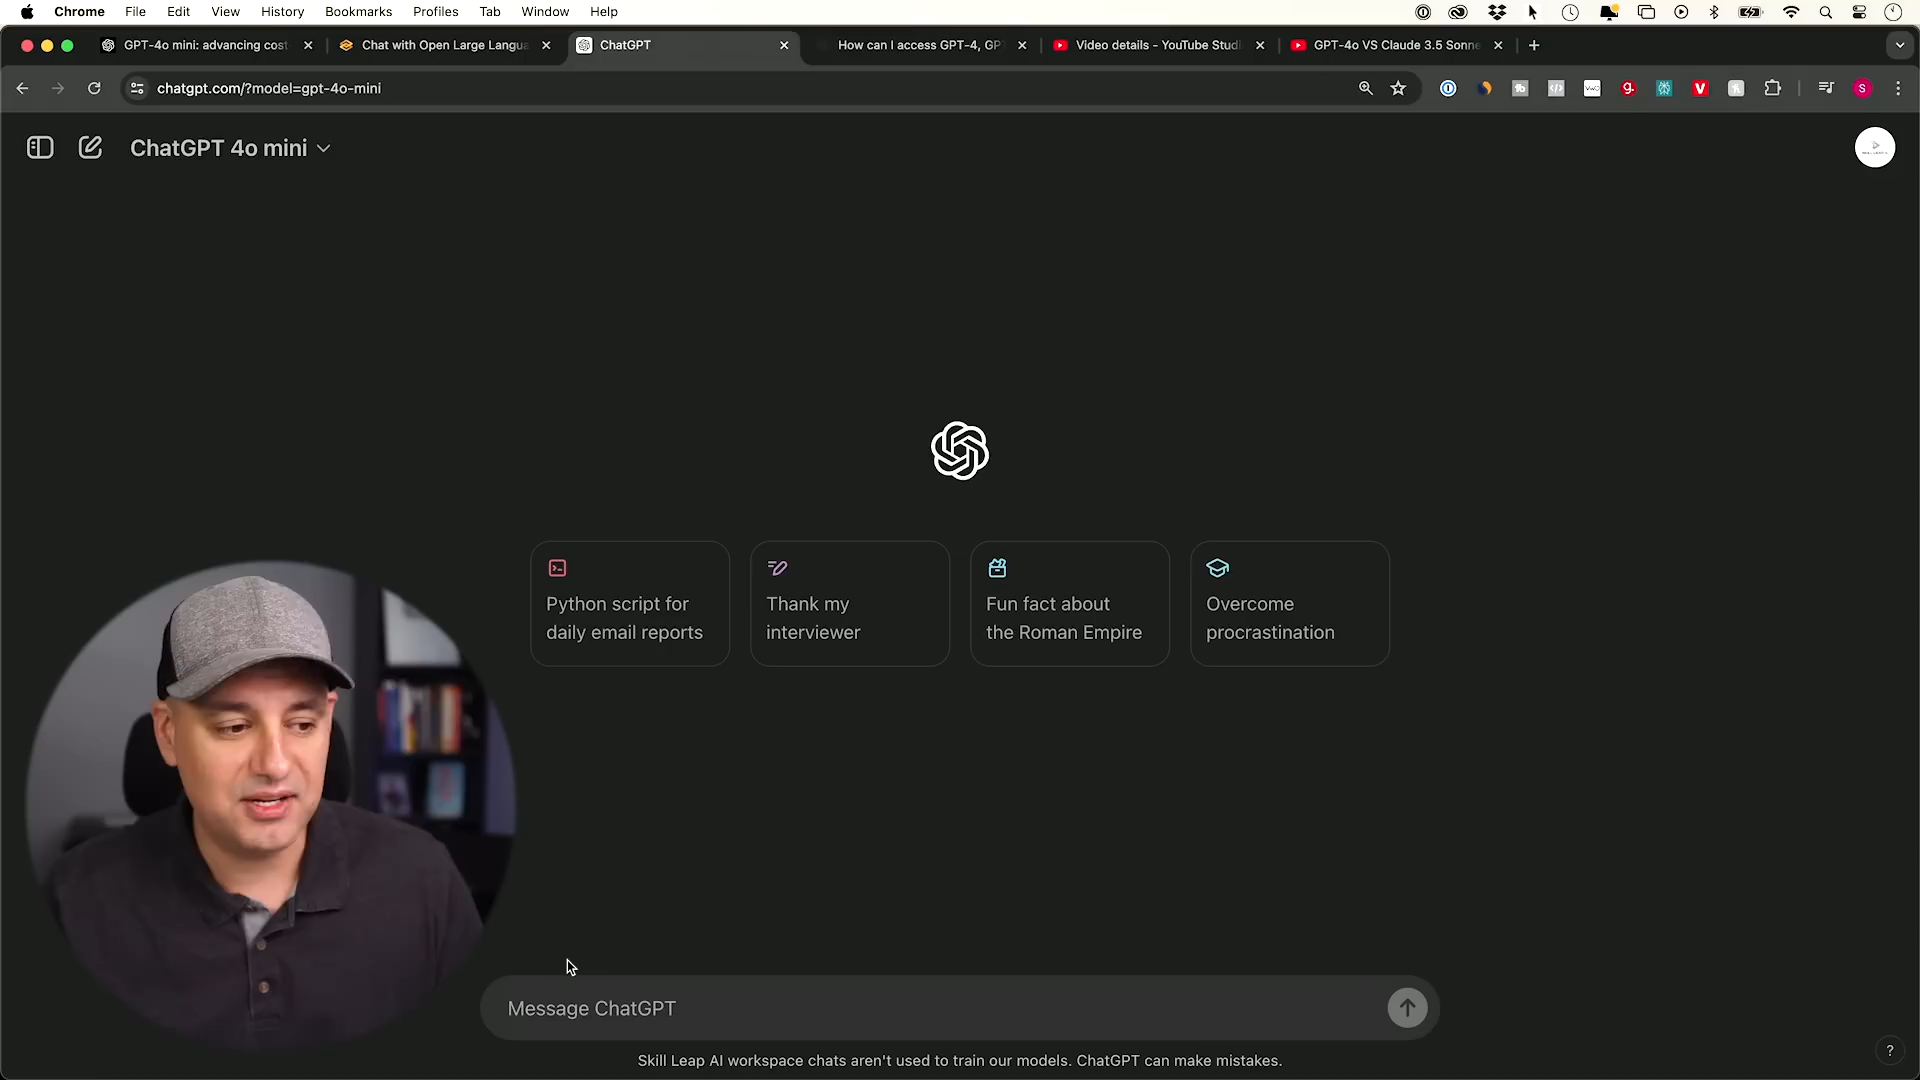 Chrome File Edit View History Bookmarks Profiles Tab Window Help
GPT-4o mini: advancing cost
Chat with Open Large Langua
ChatGPT
How can I access GPT-4, GP
Video details - YouTube Studi
GPT-4o VS Claude 3.5 Sonne
chatgpt.com/?model=gpt-4o-mini
S
ChatGPT 4o mini
Python script for
daily email reports
Thank my
interviewer
Fun fact about
the Roman Empire
Overcome
procrastination
Message ChatGPT
Skill Leap AI workspace chats aren't used to train our models. ChatGPT can make mistakes.
?